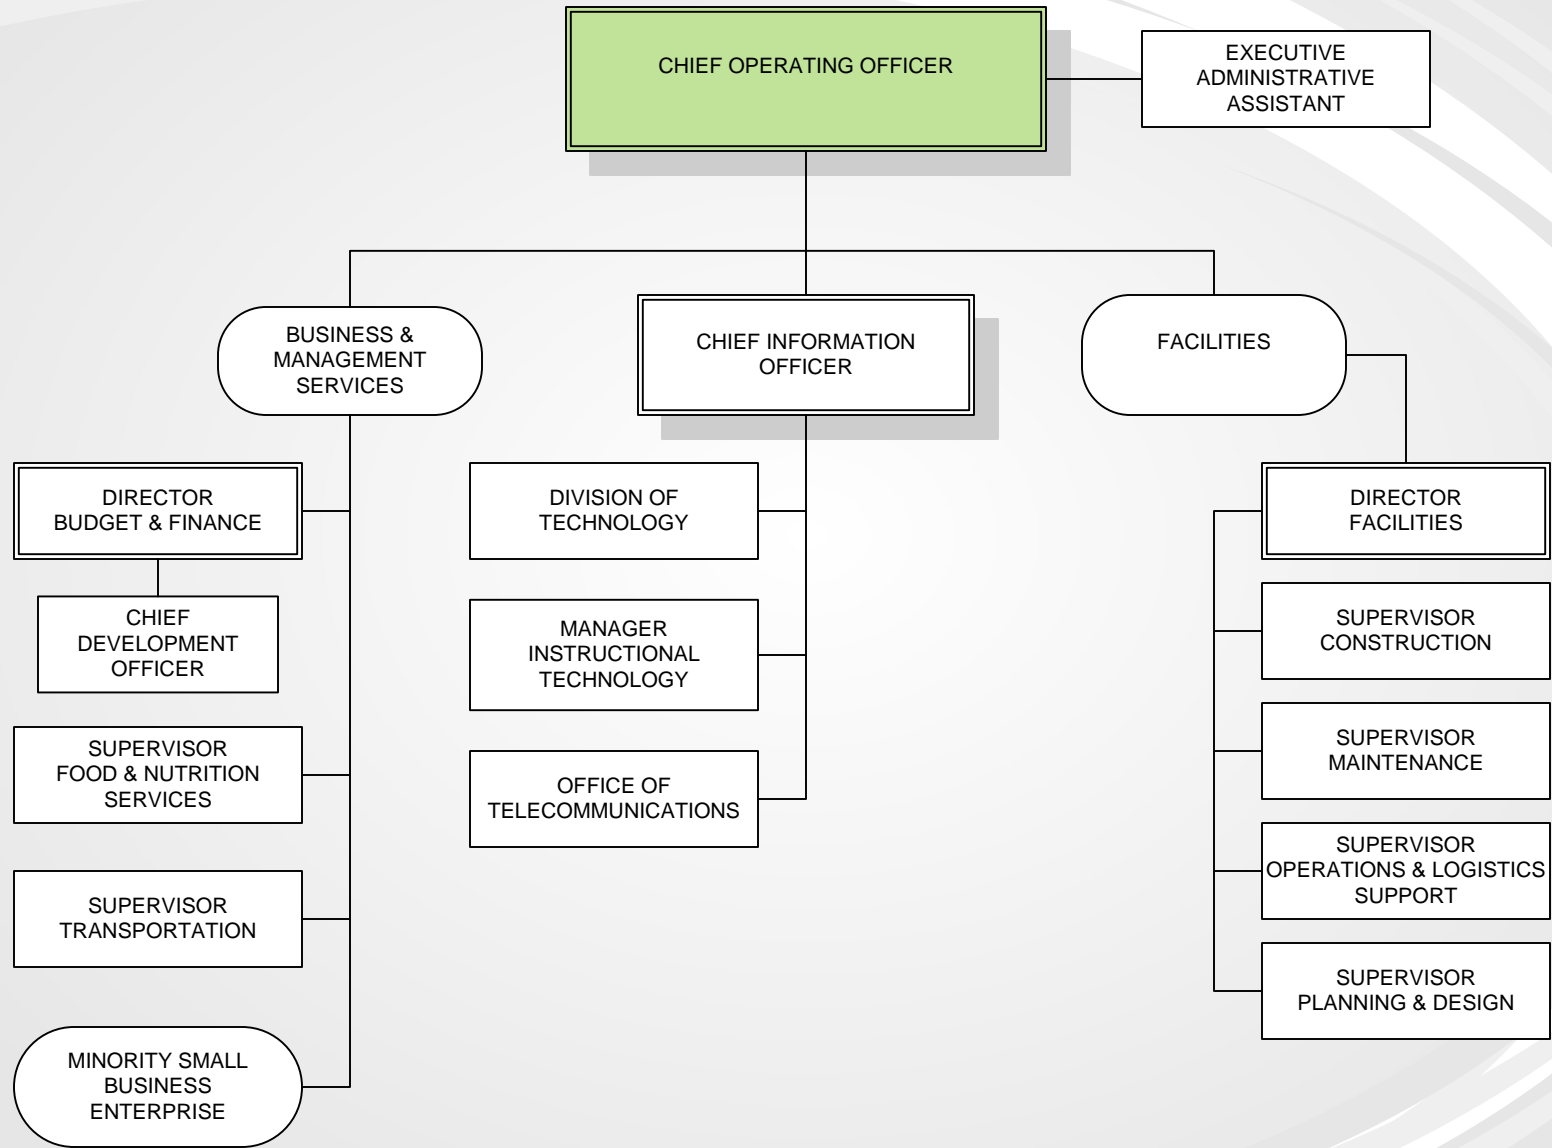 CHIEF OPERATING OFFICER
EXECUTIVE
ADMINISTRATIVE
ASSISTANT
BUSINESS &
MANAGEMENT
SERVICES
CHIEF INFORMATION
OFFICER
FACILITIES
DIRECTOR
BUDGET & FINANCE
CHIEF
DEVELOPMENT
OFFICER
SUPERVISOR
FOOD & NUTRITION
SERVICES
SUPERVISOR
TRANSPORTATION
MINORITY SMALL
BUSINESS
ENTERPRISE
DIVISION OF
TECHNOLOGY
MANAGER
INSTRUCTIONAL
TECHNOLOGY
OFFICE OF
TELECOMMUNICATIONS
DIRECTOR
FACILITIES
SUPERVISOR
CONSTRUCTION
SUPERVISOR
MAINTENANCE
SUPERVISOR
OPERATIONS & LOGISTICS
SUPPORT
SUPERVISOR
PLANNING & DESIGN